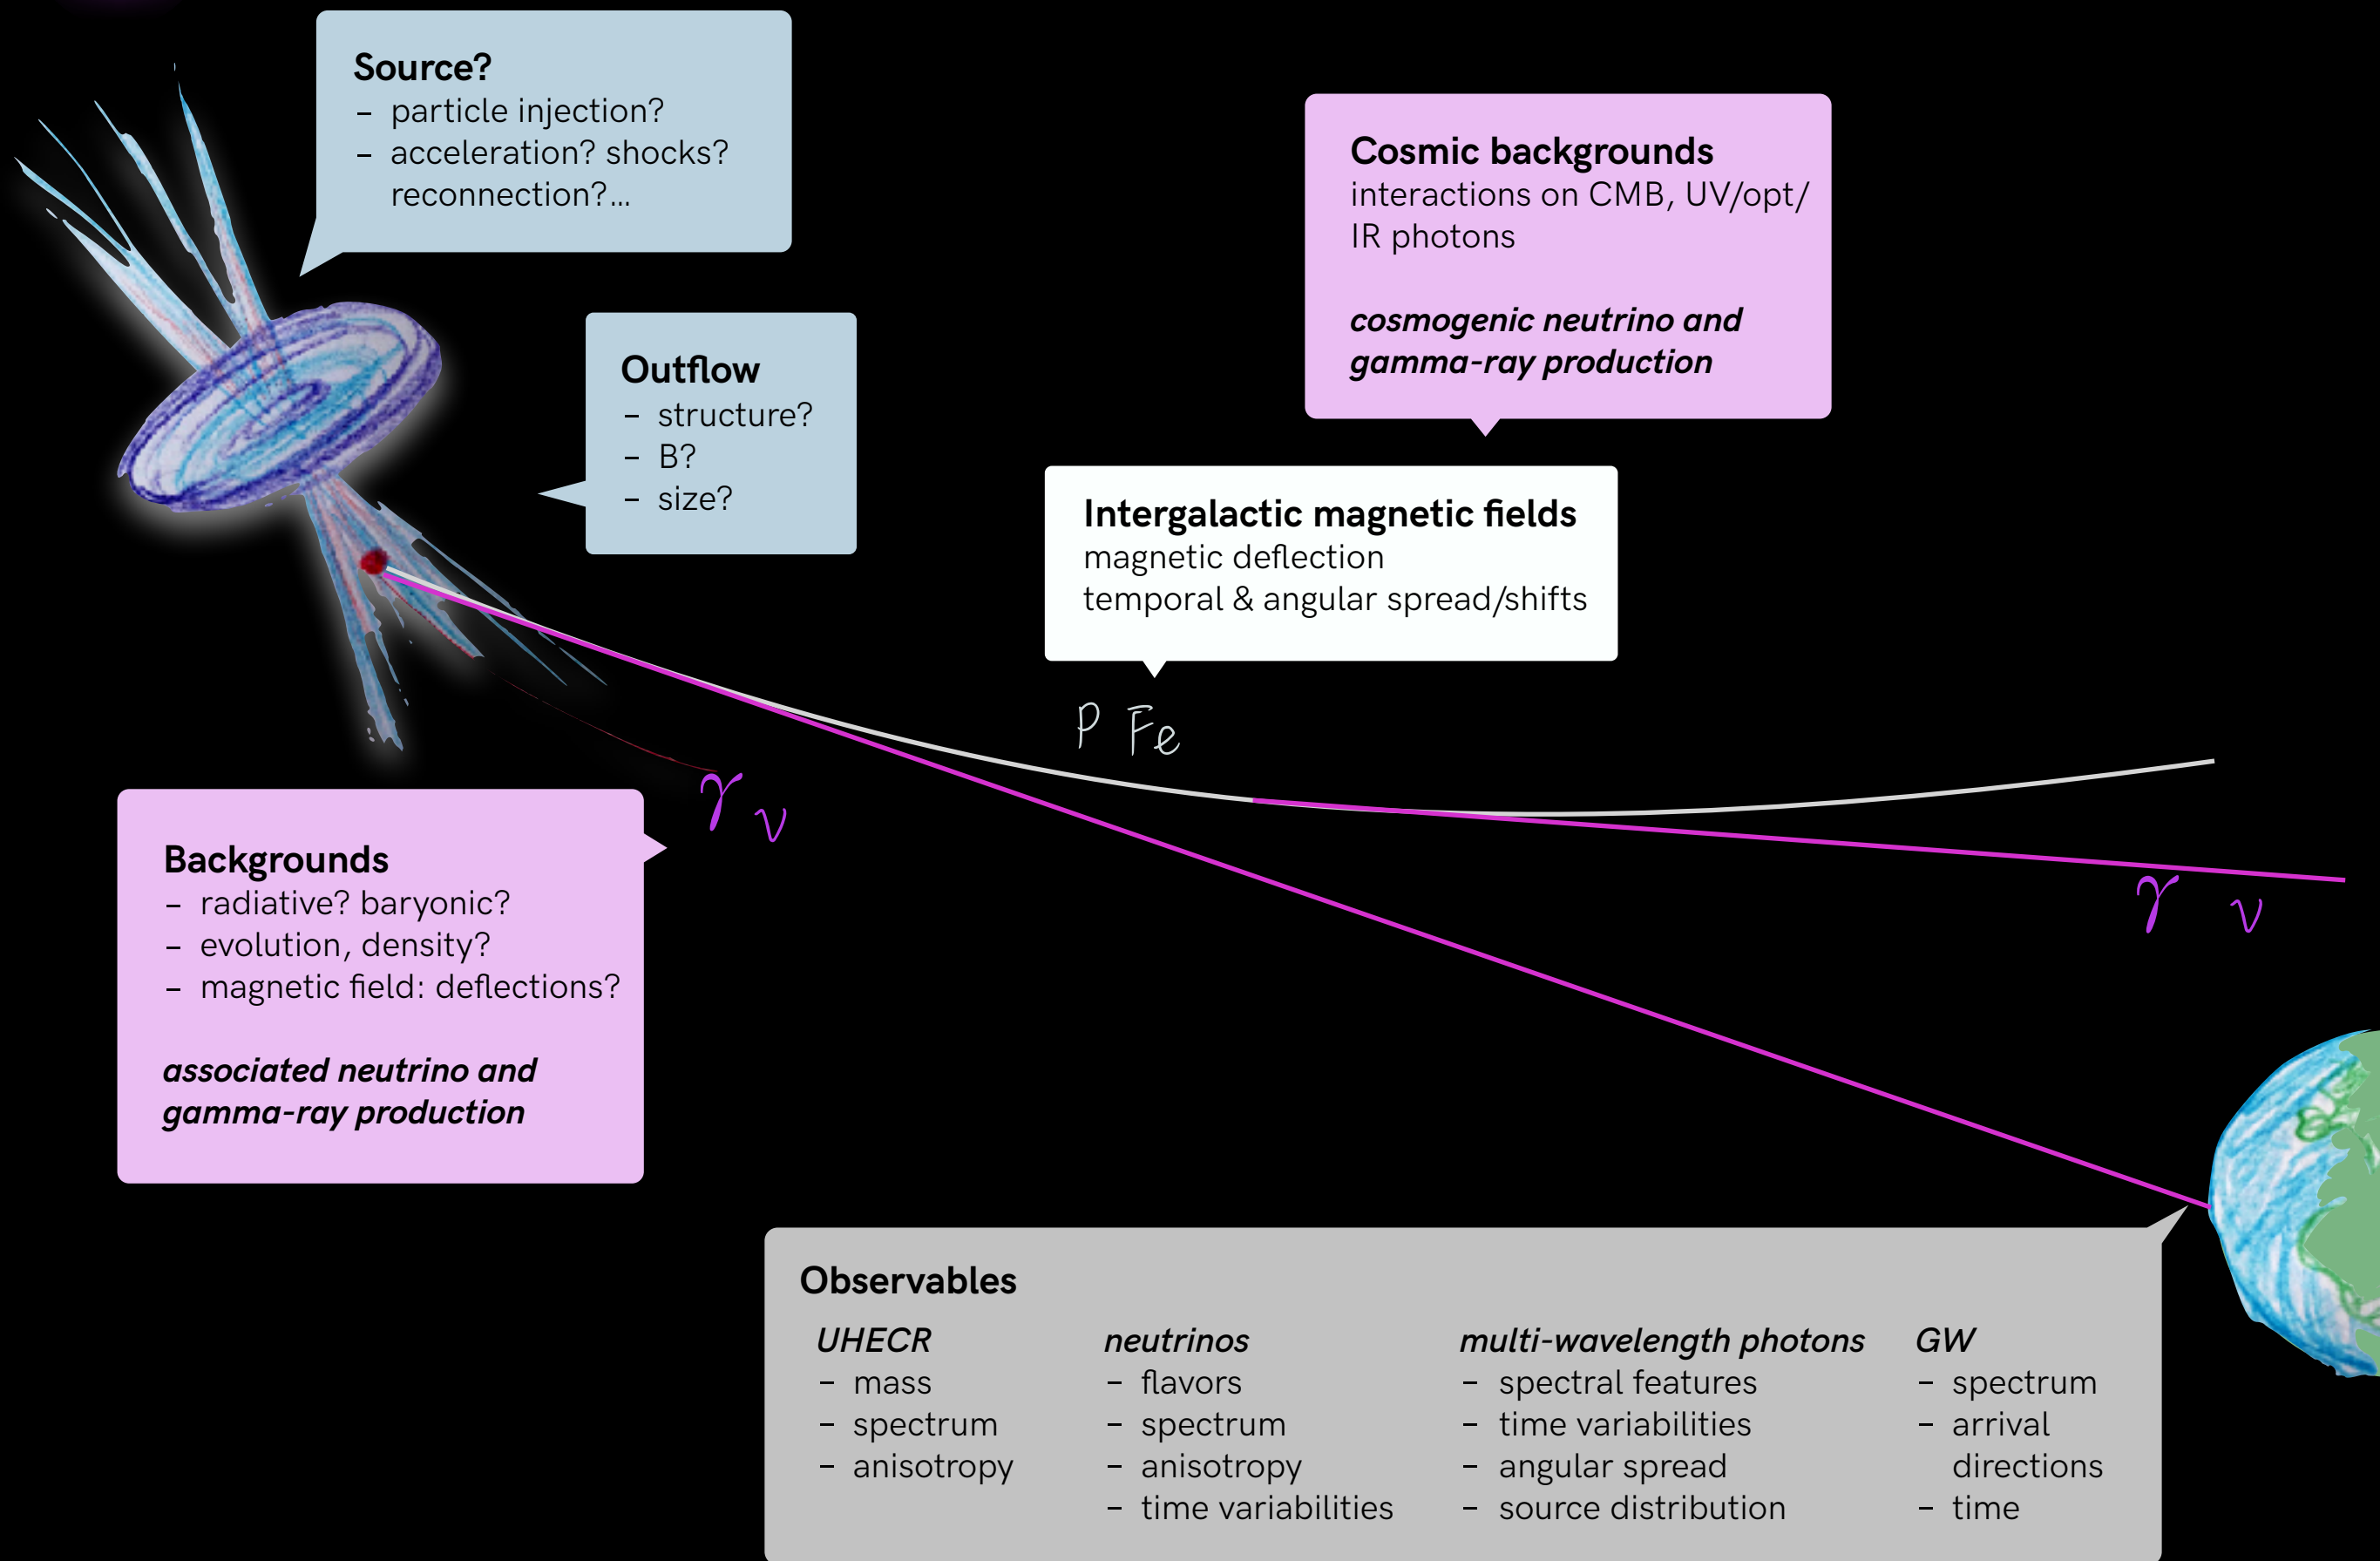 Source?
– particle injection?
– acceleration? shocks?
reconnection?...
Cosmic backgrounds
interactions on CMB, UV/opt/
IR photons
cosmogenic neutrino and
gamma-ray production
Outflow
– structure?
– B?
– size?
Intergalactic magnetic fields
magnetic deflection
temporal & angular spread/shifts
P Fe
γ ν
Backgrounds
– radiative? baryonic?
– evolution, density?
– magnetic field: deflections?
associated neutrino and
gamma-ray production
γ ν
Observables
UHECR
– mass
– spectrum
– anisotropy
neutrinos
– flavors
– spectrum
– anisotropy
– time variabilities
multi-wavelength photons
– spectral features
– time variabilities
– angular spread
– source distribution
GW
– spectrum
– arrival
directions
– time